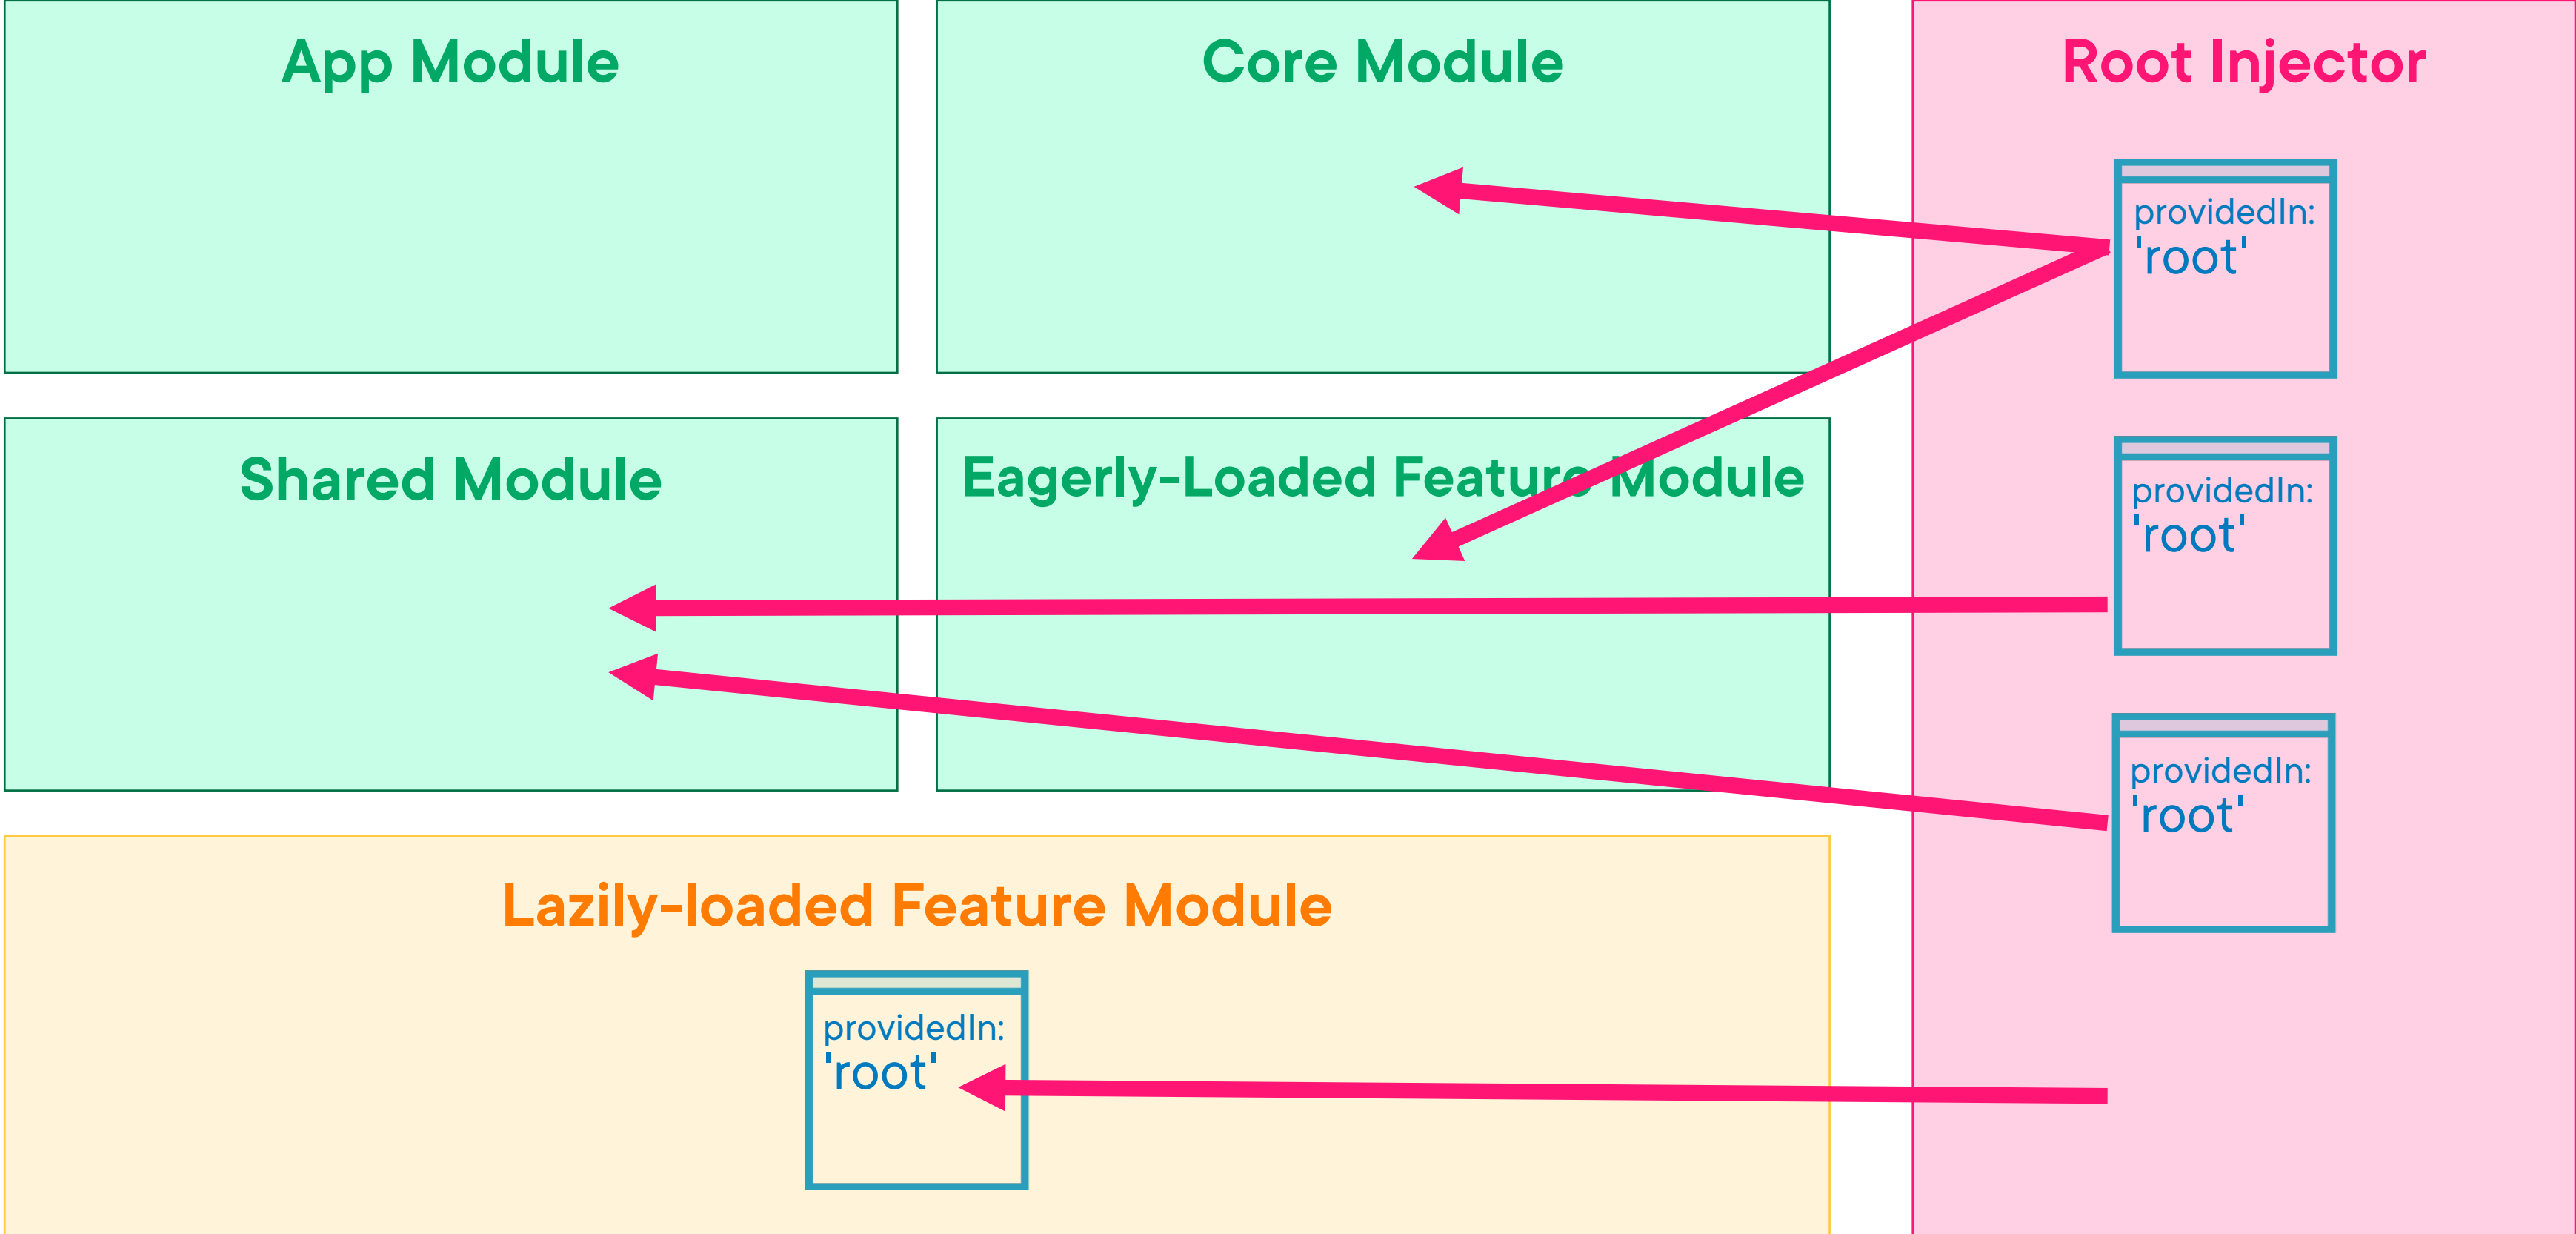 App Module
Core Module
Root Injector
providedIn:
'root'
Shared Module
Eagerly-Loaded Feature Module
providedIn:
'root'
providedIn:
'root'
Lazily-loaded Feature Module
providedIn:
'root'